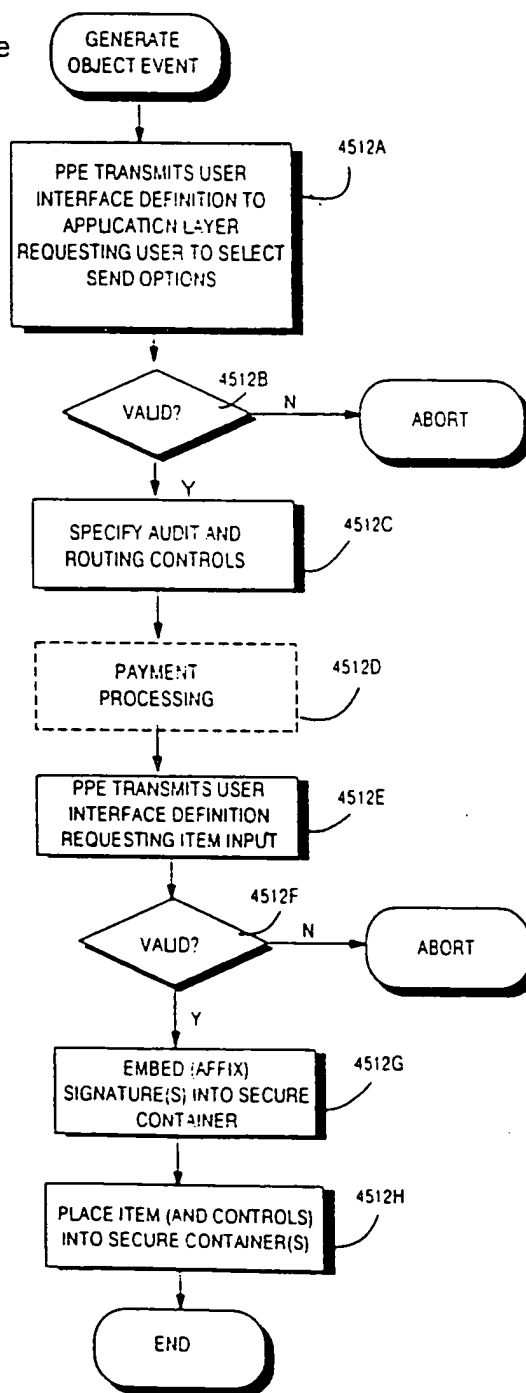 e
GENERATE
OBJECT EVENT
4512A
PPE TRANSMITS USER
INTERFACE DEFINITION TO
APPLICATION LAYER
REQUESTING USER TO SELECT
SEND OPTIONS
4512B
VALID?
N
ABORT
Y
SPECIFY AUDIT AND
ROUTING CONTROLS
4512C
PAYMENT
PROCESSING
4512D
PPE TRANSMITS USER
INTERFACE DEFINITION
REQUESTING ITEM INPUT
4512E
4512F
VALID?
N
ABORT
Y
EMBED (AFFIX)
SIGNATURE(S) INTO SECURE
CONTAINER
4512G
PLACE ITEM (AND CONTROLS)
INTO SECURE CONTAINER(S)
4512H
END